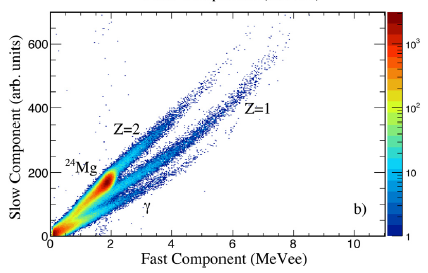 Slow Component (arb. units)
600
400
200
0
Z=2
Z=1
²⁴Mg
γ
b)
0 2 4 6 8 10
Fast Component (MeVee)
10³
10²
10
1